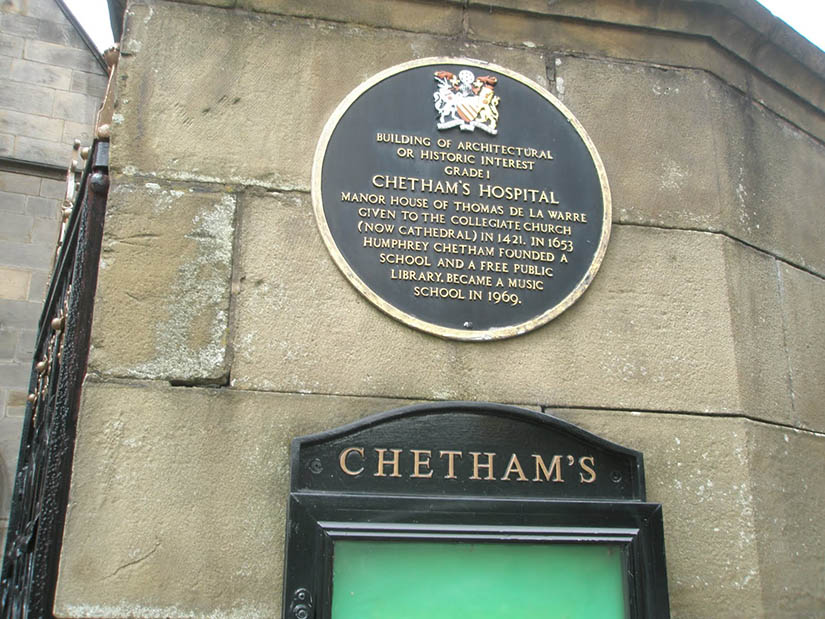 BUILDING OF ARCHITECTURAL
OR HISTORIC INTEREST
GRADE I
CHETHAM'S HOSPITAL
MANOR HOUSE OF THOMAS DE LA WARRE
GIVEN TO THE COLLEGIATE CHURCH
(NOW CATHEDRAL) IN 1421. IN 1653
HUMPHREY CHETHAM FOUNDED A
SCHOOL AND A FREE PUBLIC
LIBRARY. BECAME A MUSIC
SCHOOL IN 1969.
CHETHAM'S